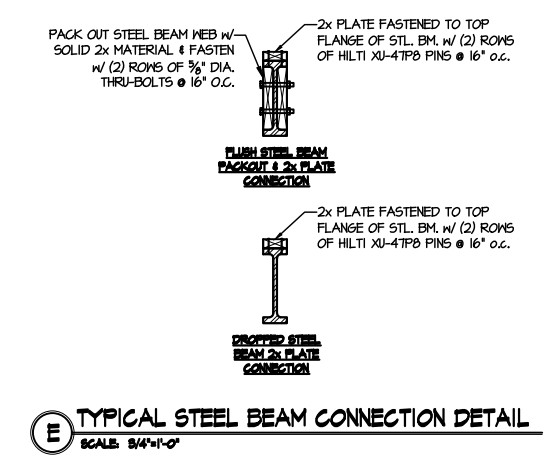 PACK OUT STEEL BEAM WEB W/
SOLID 2x MATERIAL & FASTEN
W/ (2) ROWS OF 5/8" DIA.
THRU-BOLTS @ 16" O.C.
2x PLATE FASTENED TO TOP
FLANGE OF STL. BM. W/ (2) ROWS
OF HILTI XU-47P8 PINS @ 16" o.c.
FLUSH STEEL BEAM
PACKOUT & 2x PLATE
CONNECTION
2x PLATE FASTENED TO TOP
FLANGE OF STL. BM. W/ (2) ROWS
OF HILTI XU-47P8 PINS @ 16" o.c.
DROPPED STEEL
BEAM 2x PLATE
CONNECTION
E TYPICAL STEEL BEAM CONNECTION DETAIL
SCALE: 3/4"=1'-0"